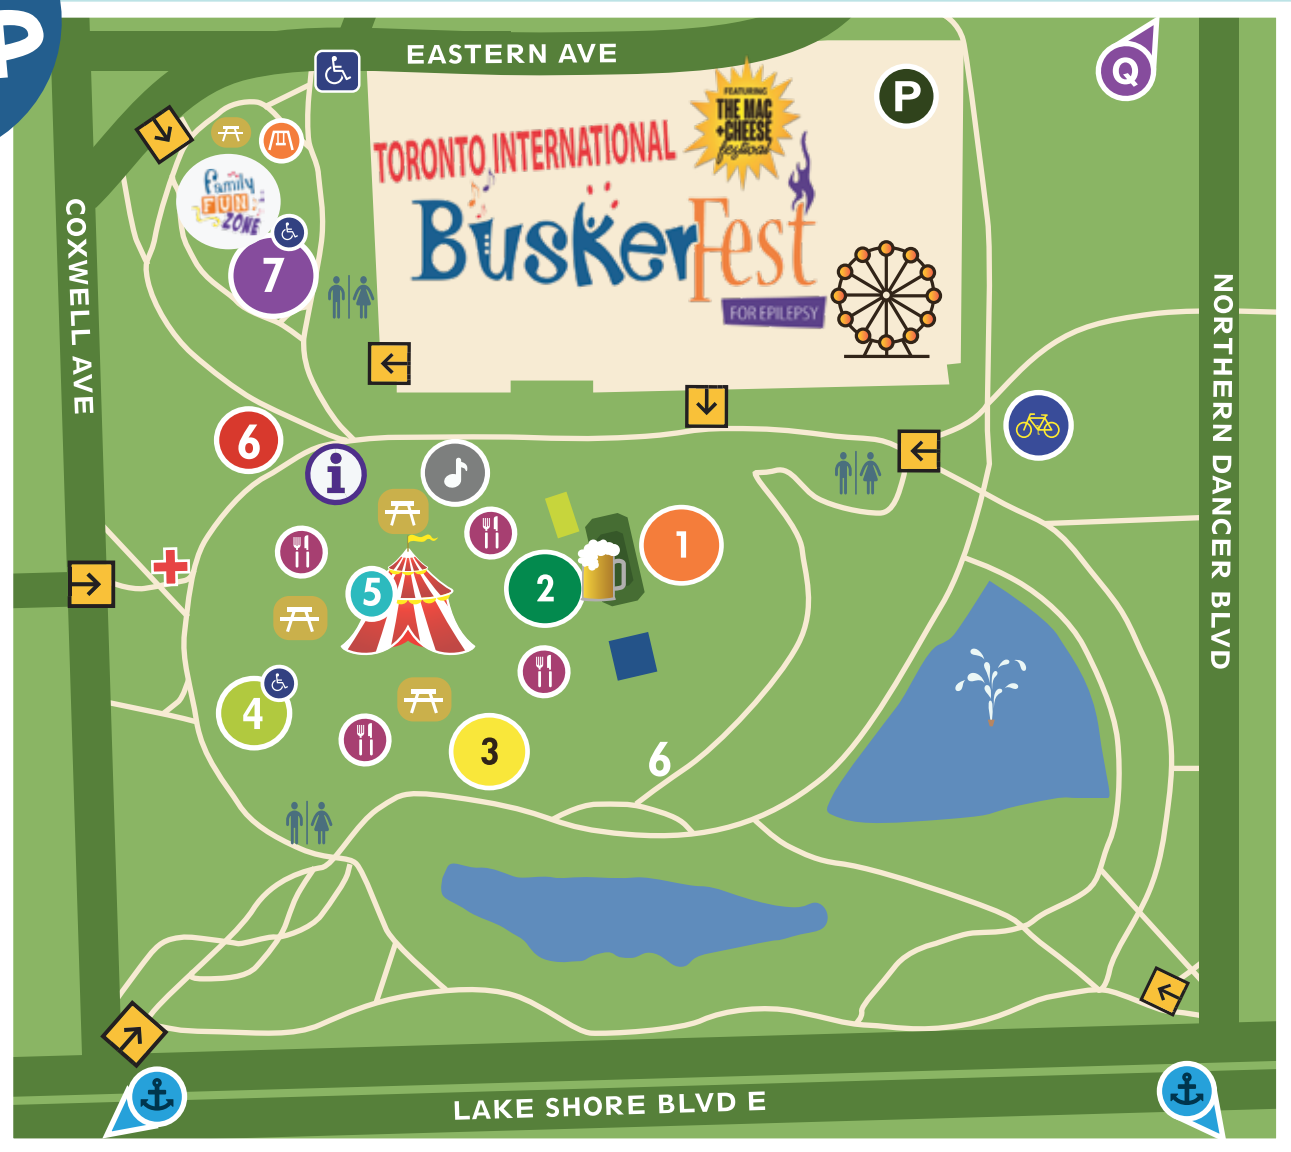 P
EASTERN AVE
Q
P
FEATURING
THE MAC
+CHEESE
festival
TORONTO INTERNATIONAL
BuskerFest
FOR EPILEPSY
family
FUN
ZONE
7
COXWELL AVE
NORTHERN DANCER BLVD
6
i
1
2
5
4
3
6
LAKE SHORE BLVD E